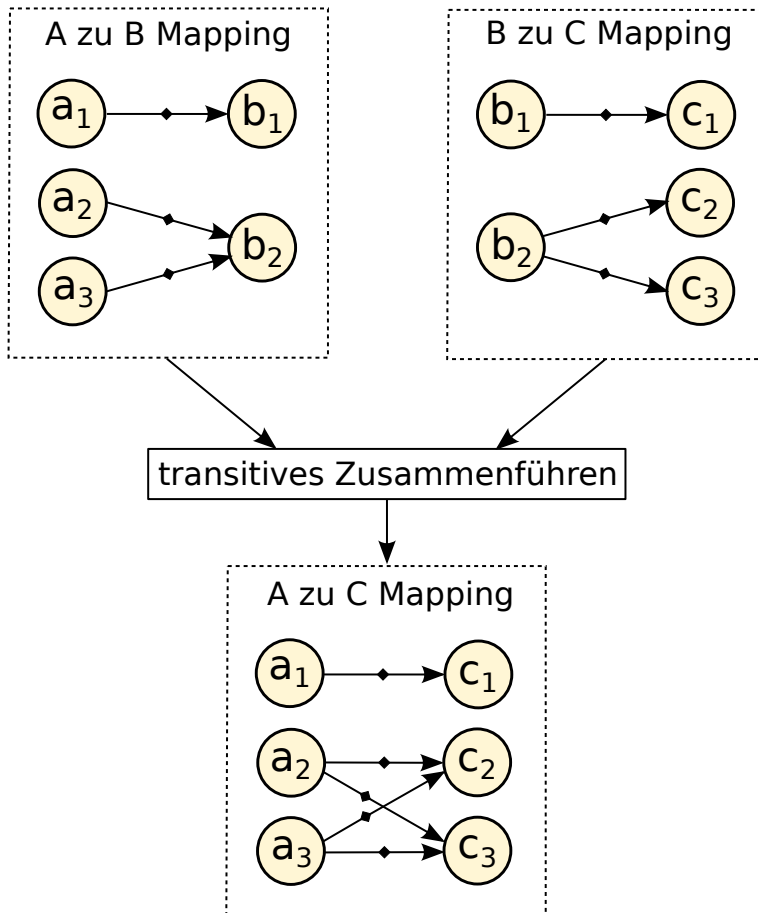 A zu B Mapping
a₁ b₁
a₂
b₂
a₃
B zu C Mapping
b₁ c₁
c₂
b₂
c₃
transitives Zusammenführen
A zu C Mapping
a₁ c₁
a₂ c₂
a₃ c₃